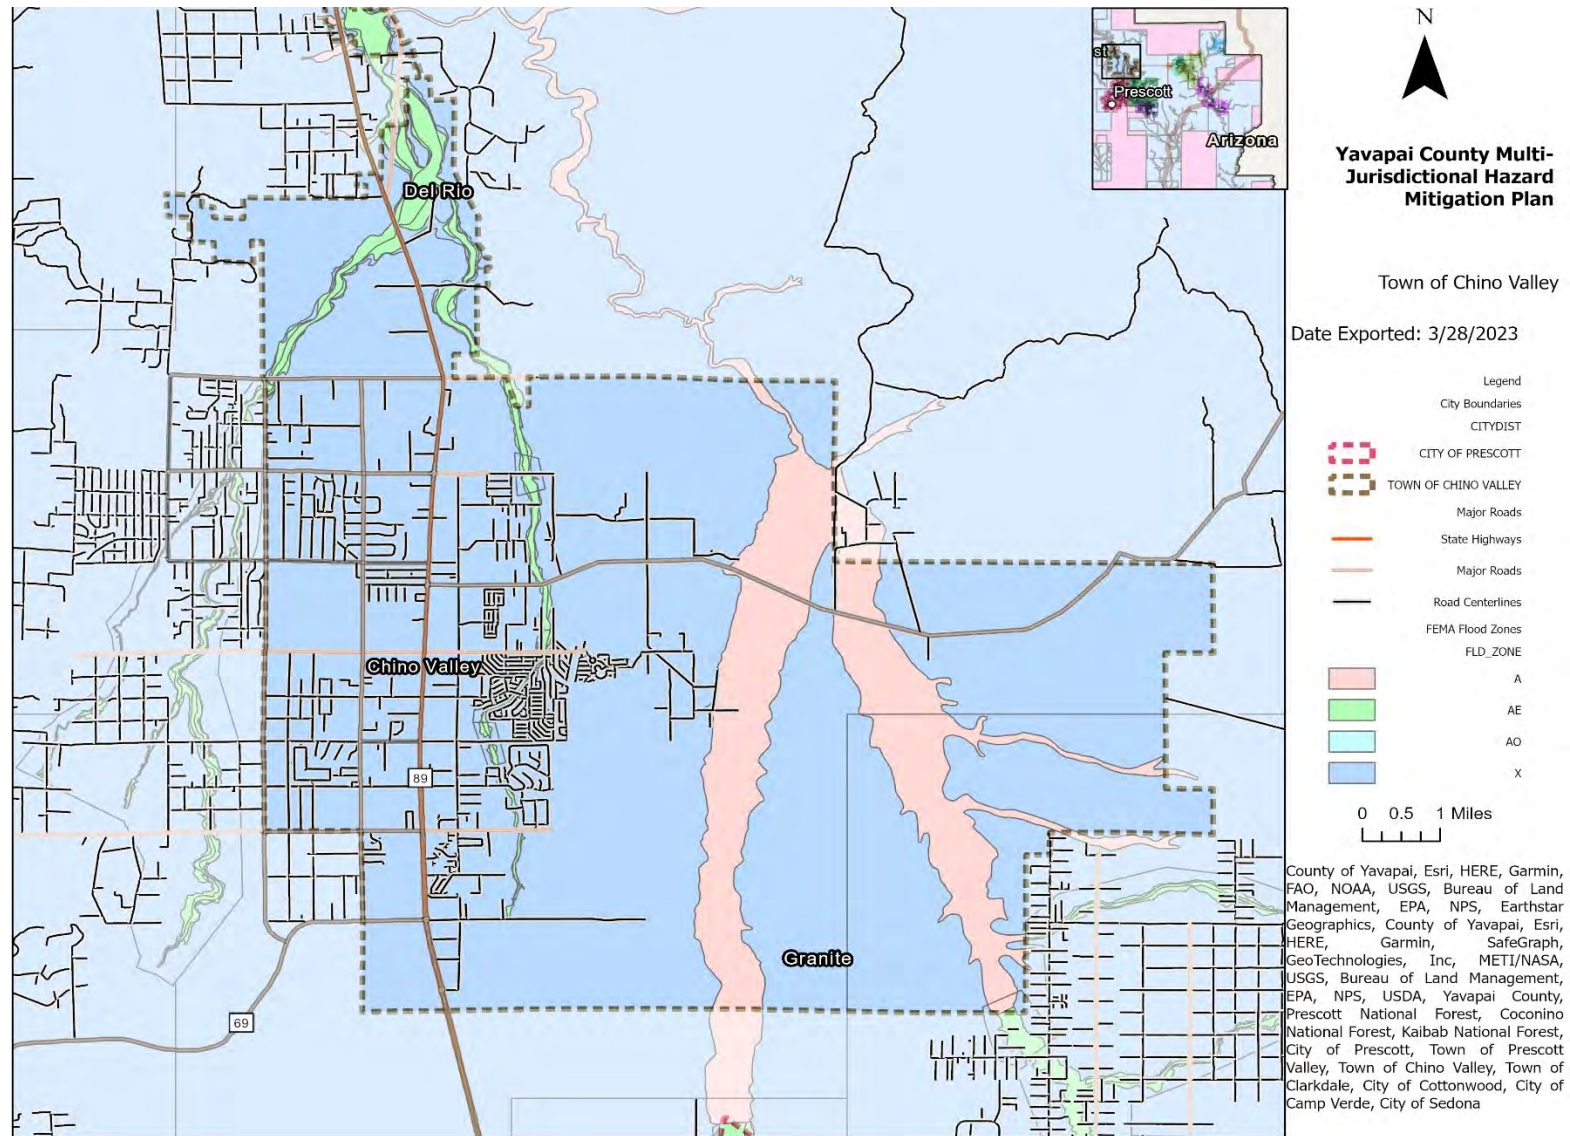 N
st
Prescott
Arizona
Yavapai County Multi-
Jurisdictional Hazard
Mitigation Plan
Town of Chino Valley
Date Exported: 3/28/2023
Del Rio
Chino Valley
89
Granite
69
Legend
City Boundaries
CITYDIST
CITY OF PRESCOTT
TOWN OF CHINO VALLEY
Major Roads
State Highways
Major Roads
Road Centerlines
FEMA Flood Zones
FLD_ZONE
A
AE
AO
X
0 0.5 1 Miles
County of Yavapai, Esri, HERE, Garmin,
FAO, NOAA, USGS, Bureau of Land
Management, EPA, NPS, Earthstar
Geographics, County of Yavapai, Esri,
HERE, Garmin, SafeGraph,
GeoTechnologies, Inc, METI/NASA,
USGS, Bureau of Land Management,
EPA, NPS, USDA, Yavapai County,
Prescott National Forest, Coconino
National Forest, Kaibab National Forest,
City of Prescott, Town of Prescott
Valley, Town of Chino Valley, Town of
Clarkdale, City of Cottonwood, City of
Camp Verde, City of Sedona